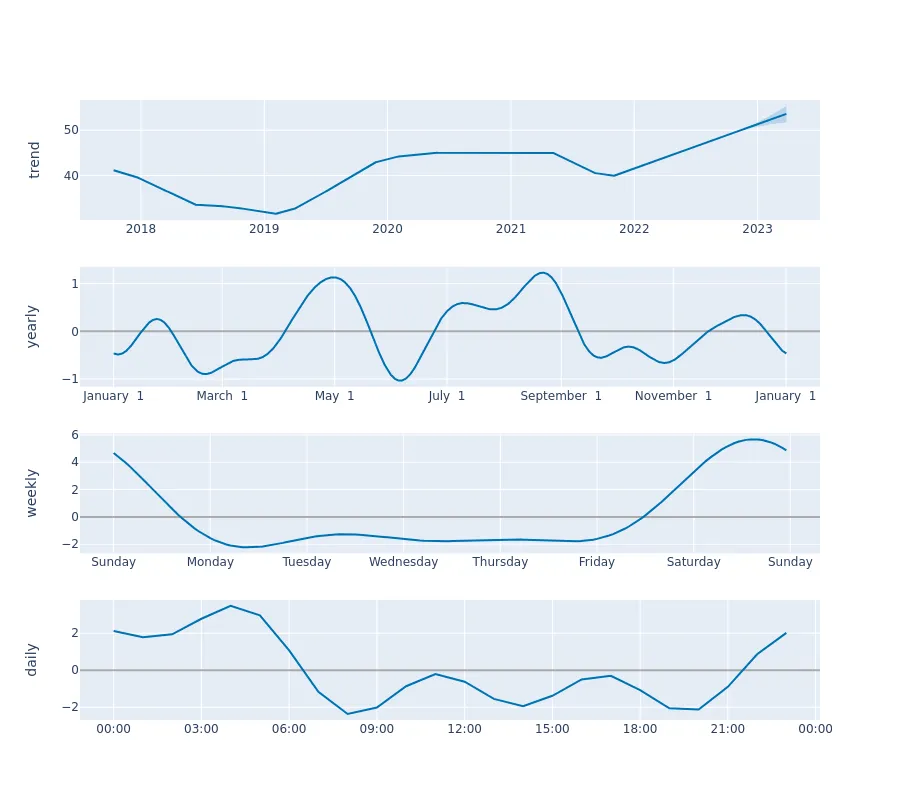 trend
50
40
2018 2019 2020 2021 2022 2023
yearly
1
0
−1
January 1 March 1 May 1 July 1 September 1 November 1 January 1
weekly
6
4
2
0
−2
Sunday Monday Tuesday Wednesday Thursday Friday Saturday Sunday
daily
2
0
−2
00:00 03:00 06:00 09:00 12:00 15:00 18:00 21:00 00:00